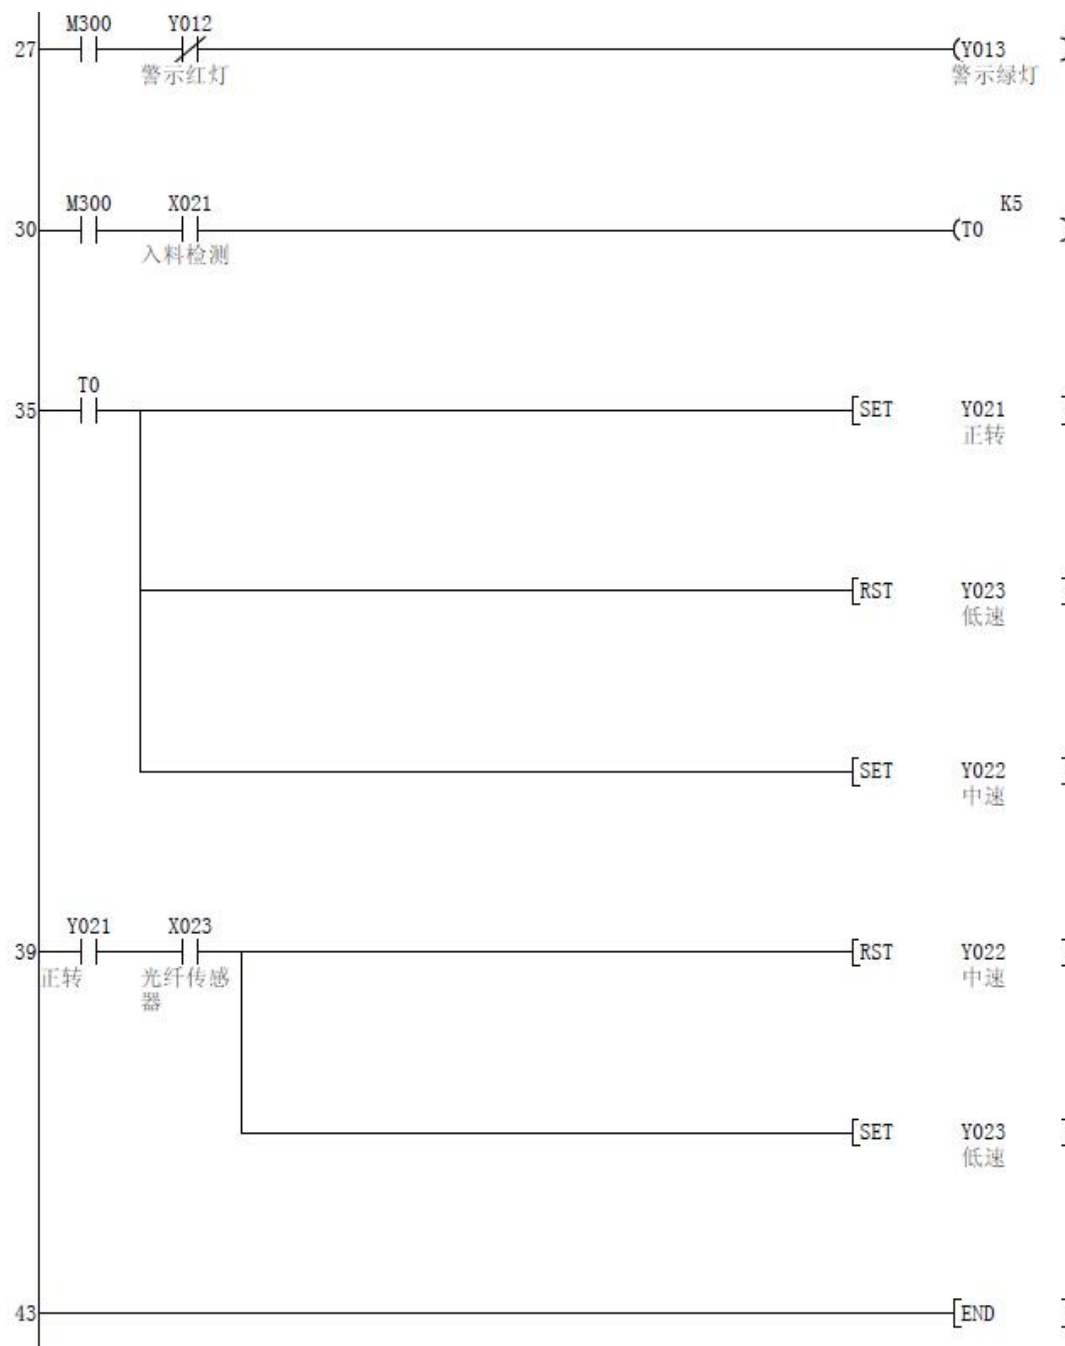 M300 Y012
27 (Y013 )
警示红灯 警示绿灯
M300 X021 K5
30 (T0 )
入料检测
T0
35 [SET Y021 ]
正转
[RST Y023 ]
低速
[SET Y022 ]
中速
Y021 X023
39 [RST Y022 ]
正转 光纤传感 中速
器
[SET Y023 ]
低速
43 [END ]